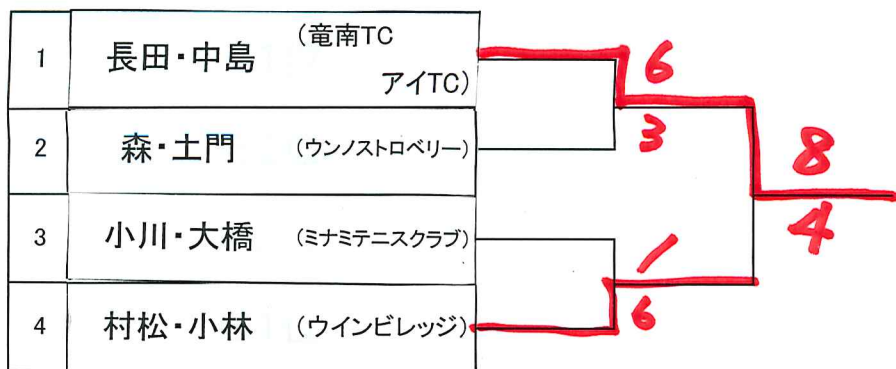 1 長田・中島 (竜南TC
アイTC)
2 森・土門 (ウンノストロベリー)
3 小川・大橋 (ミナミテニスクラブ)
4 村松・小林 (ウインビレッジ)
6
3
1
6
8
4